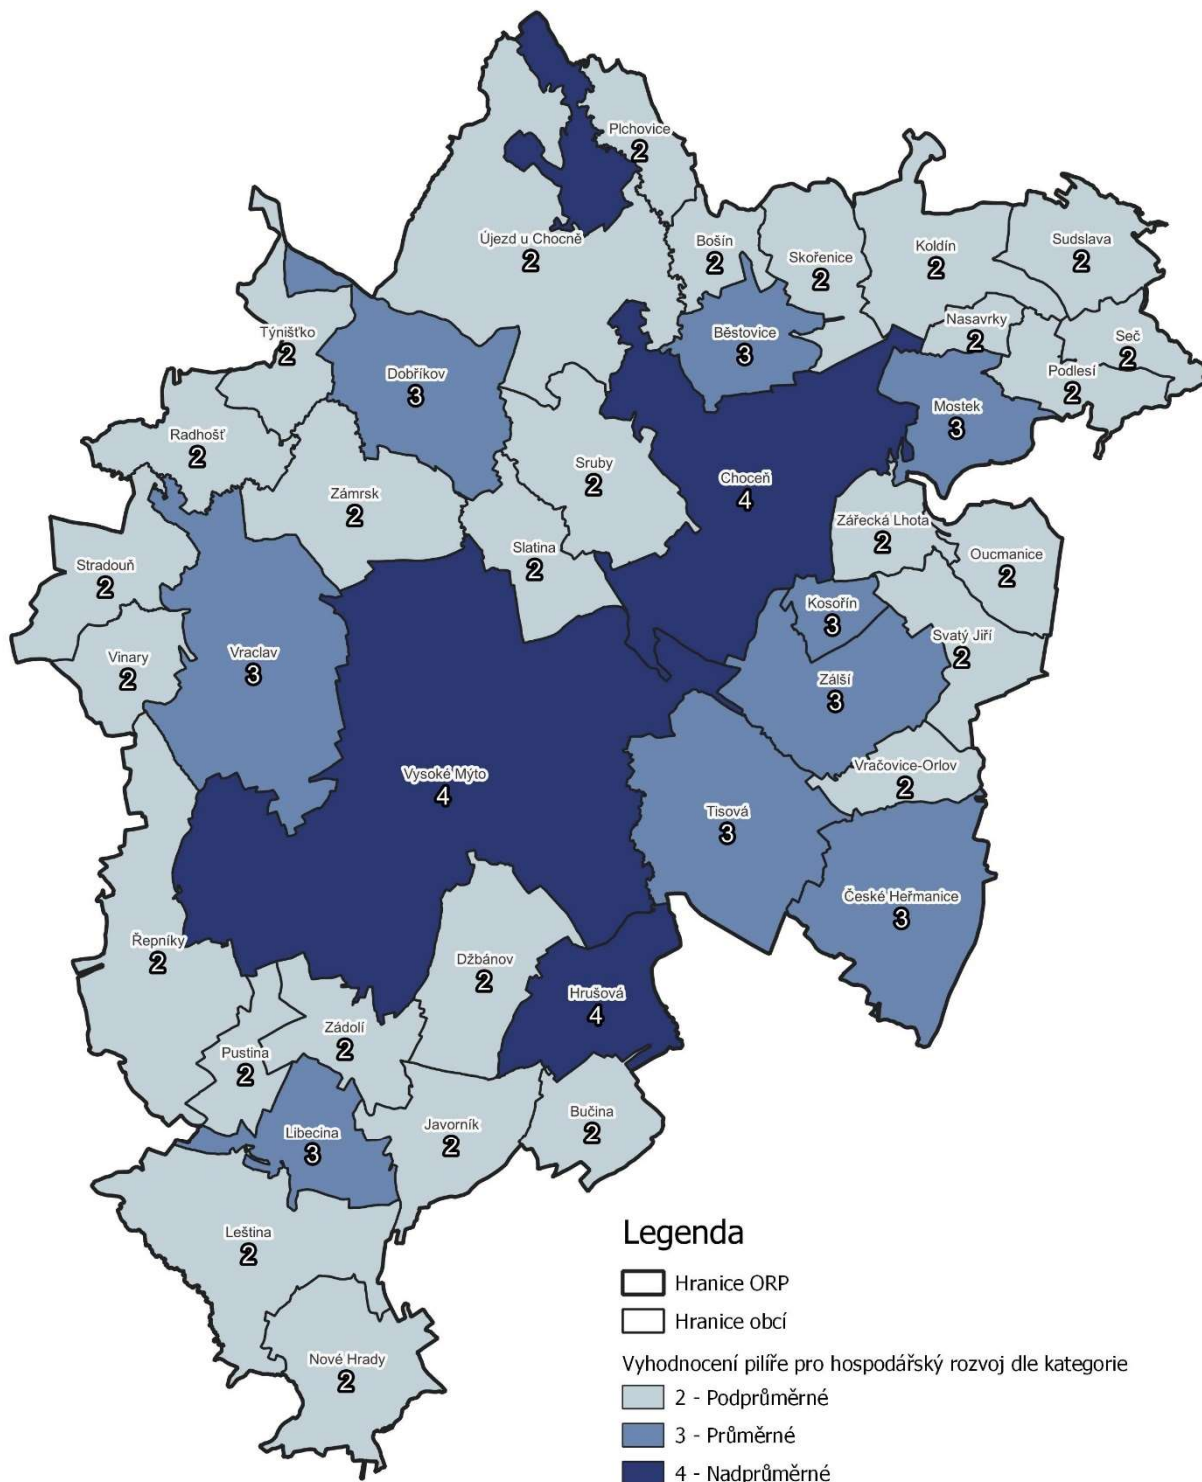 Plchovice
2
Újezd u Chocně
2
Bošín
2
Skořenice
2
Koldín
2
Sudslava
2
Týnišťko
2
Běstovice
3
Nasavrky
2
Seč
2
Dobříkov
3
Podlesí
2
Mostek
3
Radhošť
2
Sruby
2
Choceň
4
Zámrsk
2
Zářecká Lhota
2
Slatina
2
Oucmanice
2
Stradouň
2
Kosořín
3
Svatý Jiří
2
Vinary
2
Vraclav
3
Zálší
3
Vysoké Mýto
4
Vračovice-Orlov
2
Tisová
3
České Heřmanice
3
Řepníky
2
Džbánov
2
Hrušová
4
Zádolí
2
Pustina
2
Bučina
2
Javorník
2
Libecina
3
Leština
2
Nové Hrady
2
Legenda
Hranice ORP
Hranice obcí
Vyhodnocení pilíře pro hospodářský rozvoj dle kategorie
2 - Podprůměrné
3 - Průměrné
4 - Nadprůměrné